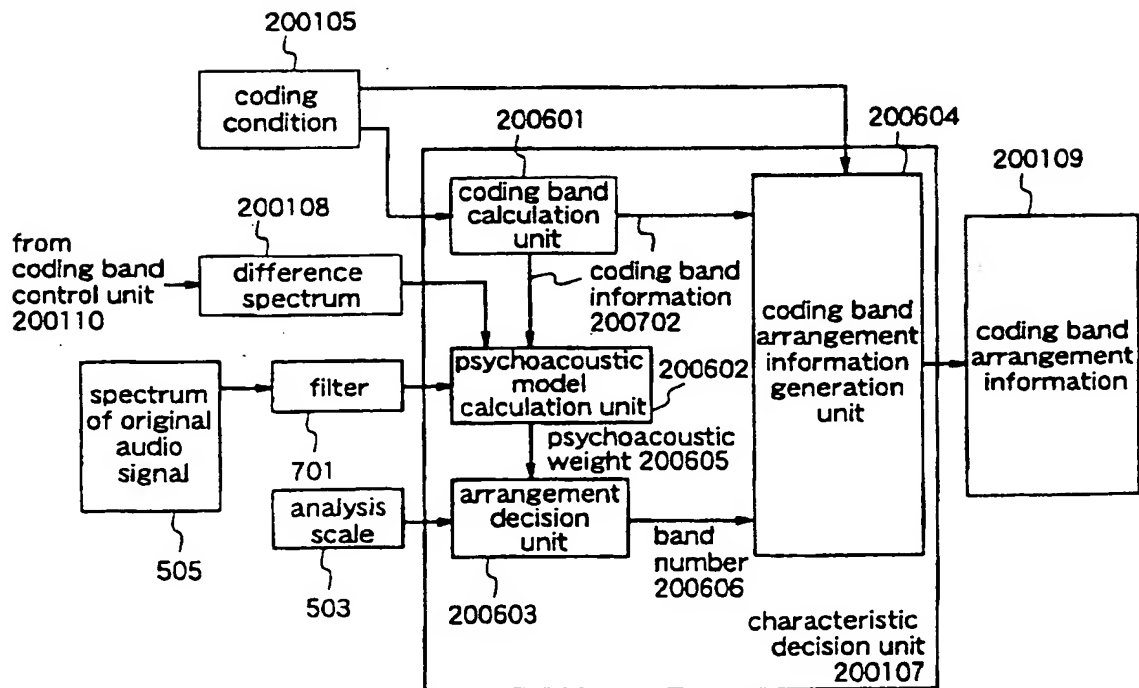 200105
coding
condition
200601
200604
200109
coding band
calculation
unit
200108
from
coding band
control unit
200110
difference
spectrum
coding band
information
200702
coding band
arrangement
information
generation
unit
coding band
arrangement
information
spectrum
of original
audio
signal
505
filter
701
psychoacoustic
model
calculation unit
200602
psychoacoustic
weight 200605
analysis
scale
503
arrangement
decision
unit
200603
band
number
200606
characteristic
decision unit
200107